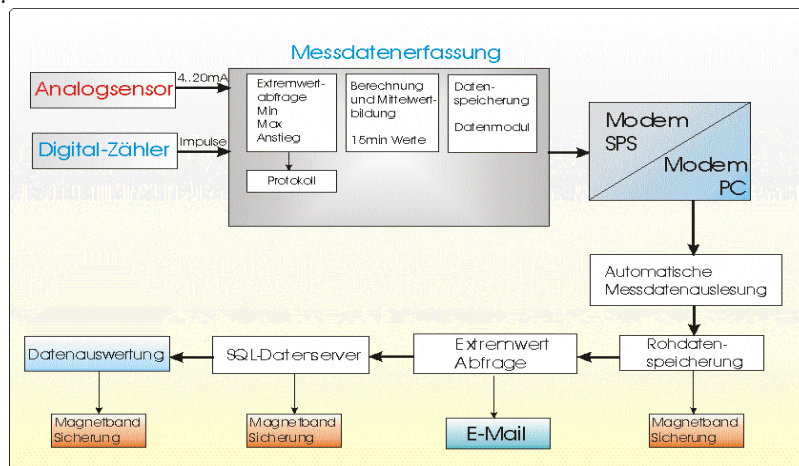 Messdatenerfassung
Analogsensor
4..20mA
Digital-Zähler
Impulse
Extremwert-
abfrage
Min
Max
Anstieg
Protokoll
Berechnung
und Mittelwert-
bildung
15min Werte
Daten-
speicherung
Datenmodul
Modem
SPS
Modem
PC
Automatische
Messdatenauslesung
Rohdaten-
speicherung
Extremwert
Abfrage
SQL-Datenserver
Datenauswertung
Magnetband
Sicherung
Magnetband
Sicherung
E-Mail
Magnetband
Sicherung